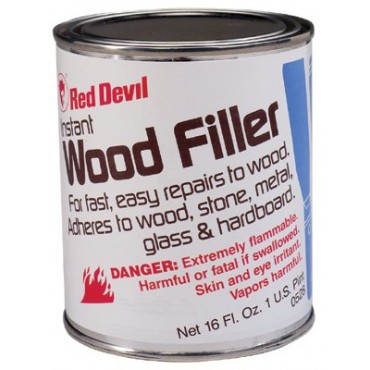 Red Devil
Instant
Wood Filler
For fast, easy repairs to wood.
Adheres to wood, stone, metal,
glass & hardboard.
DANGER: Extremely flammable.
Harmful or fatal if swallowed.
Skin and eye irritant.
Vapors harmful.
Net 16 Fl. Oz. 1 U.S. Pint
0528